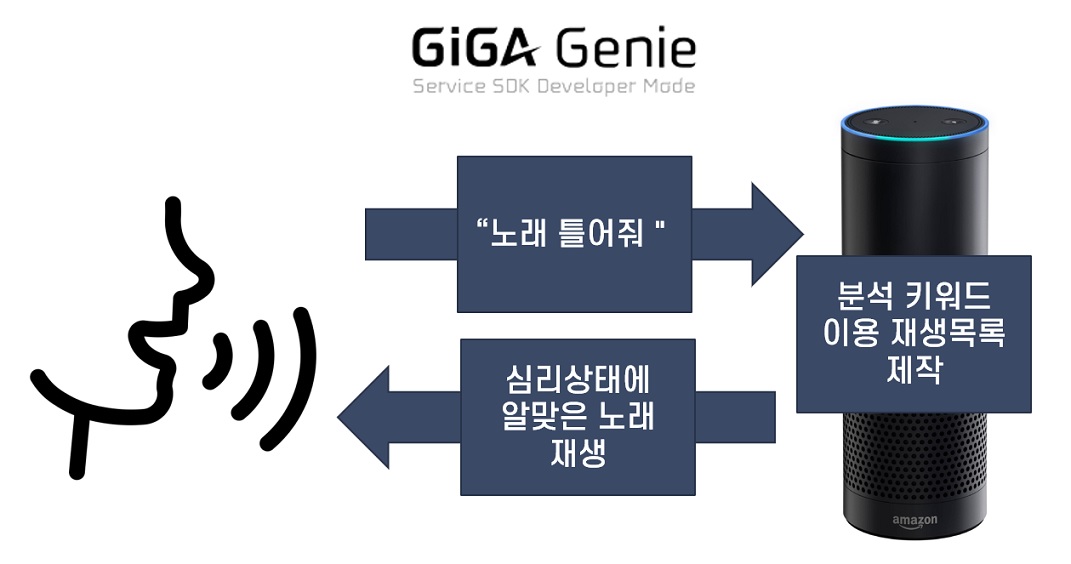 GiGA Genie
Service SDK Developer Mode
“노래 틀어줘 "
분석 키워드
이용 재생목록
제작
심리상태에
알맞은 노래
재생
amazon